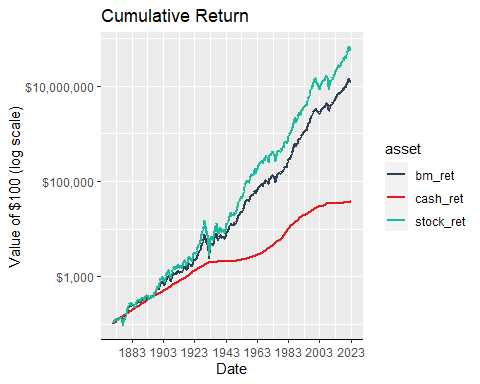 Cumulative Return
Value of $100 (log scale)
$10,000,000
$100,000
$1,000
1883 1903 1923 1943 1963 1983 2003 2023
Date
asset
bm_ret
cash_ret
stock_ret